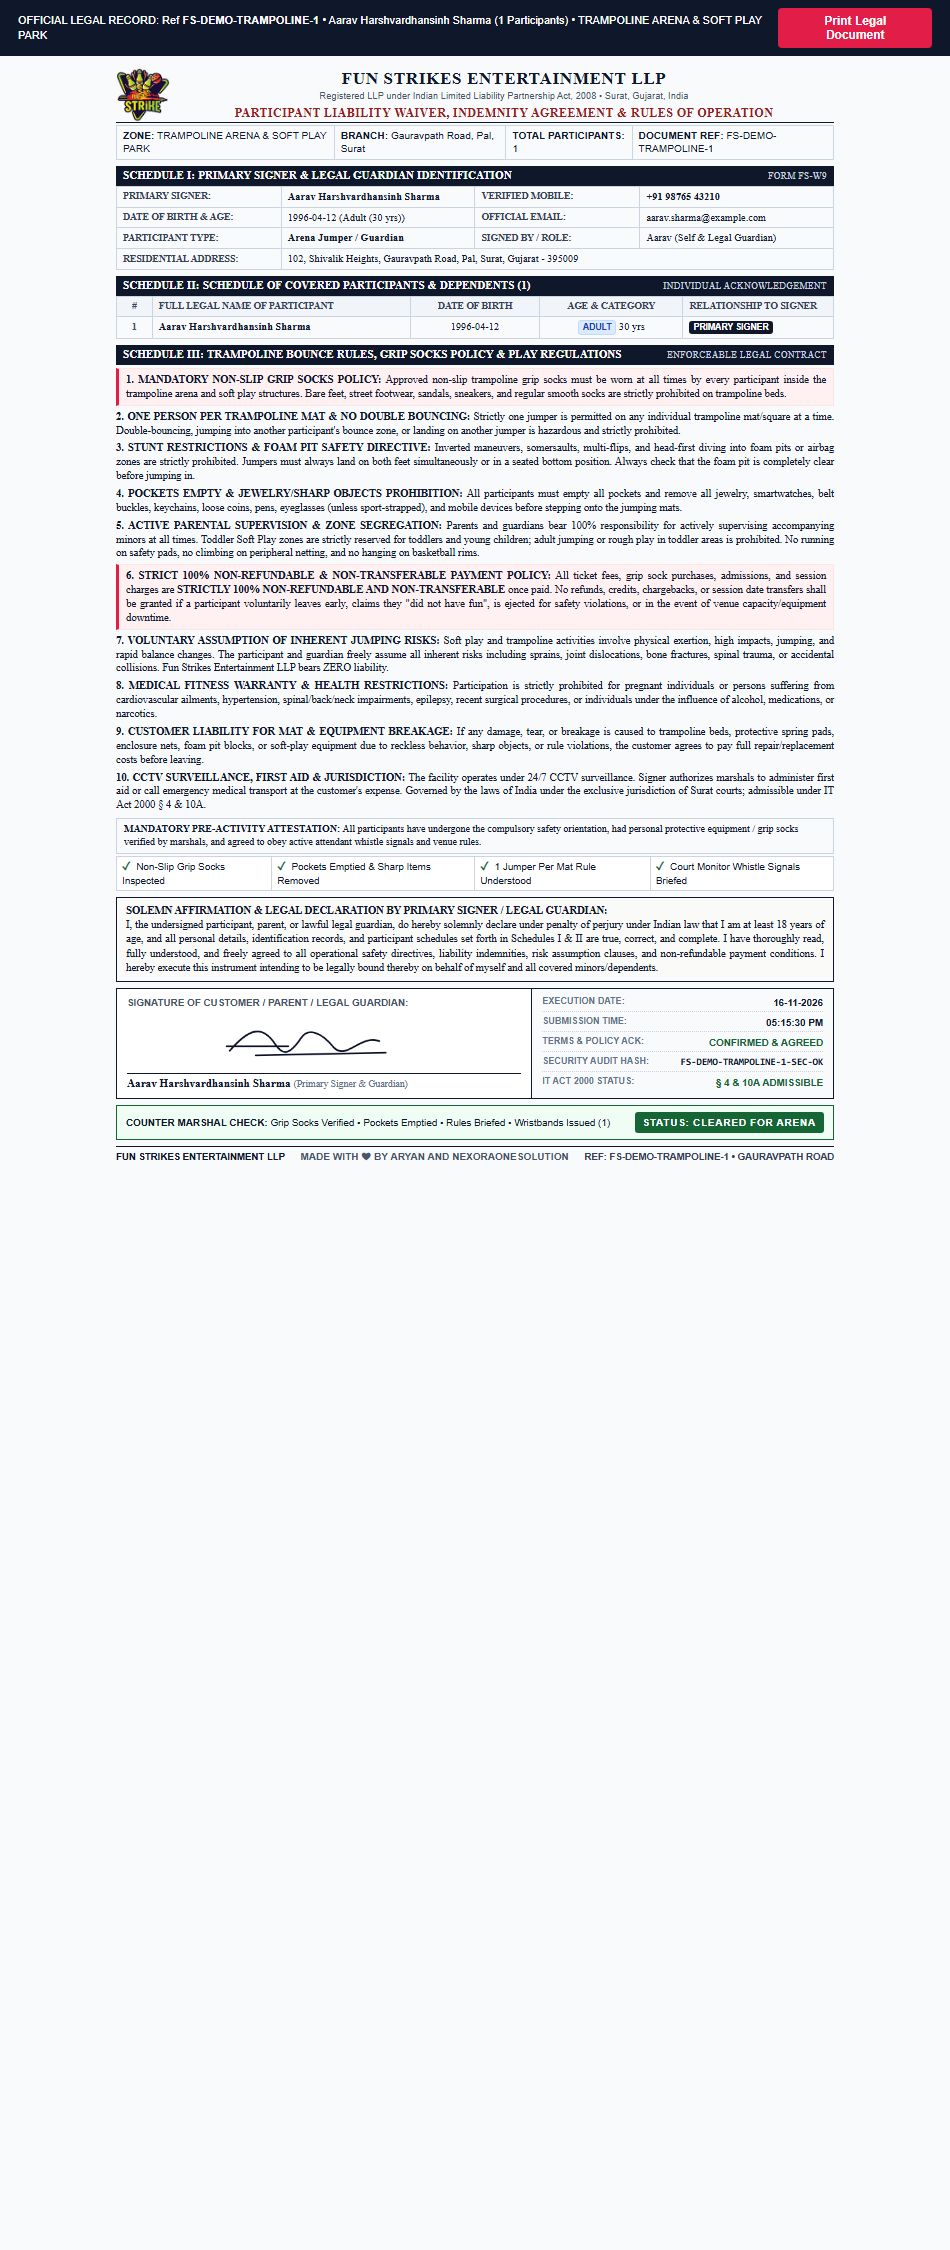 OFFICIAL LEGAL RECORD: Ref FS-DEMO-TRAMPOLINE-1 • Aarav Harshvardhansinh Sharma (1 Participants) • TRAMPOLINE ARENA & SOFT PLAY
PARK
Print Legal
Document
STRIKE
FUN STRIKES ENTERTAINMENT LLP
Registered LLP under Indian Limited Liability Partnership Act, 2008 • Surat, Gujarat, India
PARTICIPANT LIABILITY WAIVER, INDEMNITY AGREEMENT & RULES OF OPERATION
ZONE: TRAMPOLINE ARENA & SOFT PLAY
PARK
BRANCH: Gauravpath Road, Pal,
Surat
TOTAL PARTICIPANTS:
1
DOCUMENT REF: FS-DEMO-
TRAMPOLINE-1
SCHEDULE I: PRIMARY SIGNER & LEGAL GUARDIAN IDENTIFICATION FORM FS-W9
PRIMARY SIGNER: Aarav Harshvardhansinh Sharma VERIFIED MOBILE: +91 98765 43210
DATE OF BIRTH & AGE: 1996-04-12 (Adult (30 yrs)) OFFICIAL EMAIL: aarav.sharma@example.com
PARTICIPANT TYPE: Arena Jumper / Guardian SIGNED BY / ROLE: Aarav (Self & Legal Guardian)
RESIDENTIAL ADDRESS: 102, Shivalik Heights, Gauravpath Road, Pal, Surat, Gujarat - 395009
SCHEDULE II: SCHEDULE OF COVERED PARTICIPANTS & DEPENDENTS (1) INDIVIDUAL ACKNOWLEDGEMENT
# FULL LEGAL NAME OF PARTICIPANT DATE OF BIRTH AGE & CATEGORY RELATIONSHIP TO SIGNER
1 Aarav Harshvardhansinh Sharma 1996-04-12 ADULT 30 yrs PRIMARY SIGNER
SCHEDULE III: TRAMPOLINE BOUNCE RULES, GRIP SOCKS POLICY & PLAY REGULATIONS ENFORCEABLE LEGAL CONTRACT
1. MANDATORY NON-SLIP GRIP SOCKS POLICY: Approved non-slip trampoline grip socks must be worn at all times by every participant inside the
trampoline arena and soft play structures. Bare feet, street footwear, sandals, sneakers, and regular smooth socks are strictly prohibited on trampoline beds.
2. ONE PERSON PER TRAMPOLINE MAT & NO DOUBLE BOUNCING: Strictly one jumper is permitted on any individual trampoline mat/square at a time.
Double-bouncing, jumping into another participant's bounce zone, or landing on another jumper is hazardous and strictly prohibited.
3. STUNT RESTRICTIONS & FOAM PIT SAFETY DIRECTIVE: Inverted maneuvers, somersaults, multi-flips, and head-first diving into foam pits or airbag
zones are strictly prohibited. Jumpers must always land on both feet simultaneously or in a seated bottom position. Always check that the foam pit is completely clear
before jumping in.
4. POCKETS EMPTY & JEWELRY/SHARP OBJECTS PROHIBITION: All participants must empty all pockets and remove all jewelry, smartwatches, belt
buckles, keychains, loose coins, pens, eyeglasses (unless sport-strapped), and mobile devices before stepping onto the jumping mats.
5. ACTIVE PARENTAL SUPERVISION & ZONE SEGREGATION: Parents and guardians bear 100% responsibility for actively supervising accompanying
minors at all times. Toddler Soft Play zones are strictly reserved for toddlers and young children; adult jumping or rough play in toddler areas is prohibited. No running
on safety pads, no climbing on peripheral netting, and no hanging on basketball rims.
6. STRICT 100% NON-REFUNDABLE & NON-TRANSFERABLE PAYMENT POLICY: All ticket fees, grip sock purchases, admissions, and session
charges are STRICTLY 100% NON-REFUNDABLE AND NON-TRANSFERABLE once paid. No refunds, credits, chargebacks, or session date transfers shall
be granted if a participant voluntarily leaves early, claims they "did not have fun", is ejected for safety violations, or in the event of venue capacity/equipment
downtime.
7. VOLUNTARY ASSUMPTION OF INHERENT JUMPING RISKS: Soft play and trampoline activities involve physical exertion, high impacts, jumping, and
rapid balance changes. The participant and guardian freely assume all inherent risks including sprains, joint dislocations, bone fractures, spinal trauma, or accidental
collisions. Fun Strikes Entertainment LLP bears ZERO liability.
8. MEDICAL FITNESS WARRANTY & HEALTH RESTRICTIONS: Participation is strictly prohibited for pregnant individuals or persons suffering from
cardiovascular ailments, hypertension, spinal/back/neck impairments, epilepsy, recent surgical procedures, or individuals under the influence of alcohol, medications, or
narcotics.
9. CUSTOMER LIABILITY FOR MAT & EQUIPMENT BREAKAGE: If any damage, tear, or breakage is caused to trampoline beds, protective spring pads,
enclosure nets, foam pit blocks, or soft-play equipment due to reckless behavior, sharp objects, or rule violations, the customer agrees to pay full repair/replacement
costs before leaving.
10. CCTV SURVEILLANCE, FIRST AID & JURISDICTION: The facility operates under 24/7 CCTV surveillance. Signer authorizes marshals to administer first
aid or call emergency medical transport at the customer's expense. Governed by the laws of India under the exclusive jurisdiction of Surat courts; admissible under IT
Act 2000 § 4 & 10A.
MANDATORY PRE-ACTIVITY ATTESTATION: All participants have undergone the compulsory safety orientation, had personal protective equipment / grip socks
verified by marshals, and agreed to obey active attendant whistle signals and venue rules.
✓ Non-Slip Grip Socks
Inspected
✓ Pockets Emptied & Sharp Items
Removed
✓ 1 Jumper Per Mat Rule
Understood
✓ Court Monitor Whistle Signals
Briefed
SOLEMN AFFIRMATION & LEGAL DECLARATION BY PRIMARY SIGNER / LEGAL GUARDIAN:
I, the undersigned participant, parent, or lawful legal guardian, do hereby solemnly declare under penalty of perjury under Indian law that I am at least 18 years of
age, and all personal details, identification records, and participant schedules set forth in Schedules I & II are true, correct, and complete. I have thoroughly read,
fully understood, and freely agreed to all operational safety directives, liability indemnities, risk assumption clauses, and non-refundable payment conditions. I
hereby execute this instrument intending to be legally bound thereby on behalf of myself and all covered minors/dependents.
SIGNATURE OF CUSTOMER / PARENT / LEGAL GUARDIAN:
Aarav Harshvardhansinh Sharma (Primary Signer & Guardian)
EXECUTION DATE: 16-11-2026
SUBMISSION TIME: 05:15:30 PM
TERMS & POLICY ACK: CONFIRMED & AGREED
SECURITY AUDIT HASH: FS-DEMO-TRAMPOLINE-1-SEC-OK
IT ACT 2000 STATUS: § 4 & 10A ADMISSIBLE
COUNTER MARSHAL CHECK: Grip Socks Verified • Pockets Emptied • Rules Briefed • Wristbands Issued (1) STATUS: CLEARED FOR ARENA
FUN STRIKES ENTERTAINMENT LLP MADE WITH ♥ BY ARYAN AND NEXORAONESOLUTION REF: FS-DEMO-TRAMPOLINE-1 • GAURAVPATH ROAD